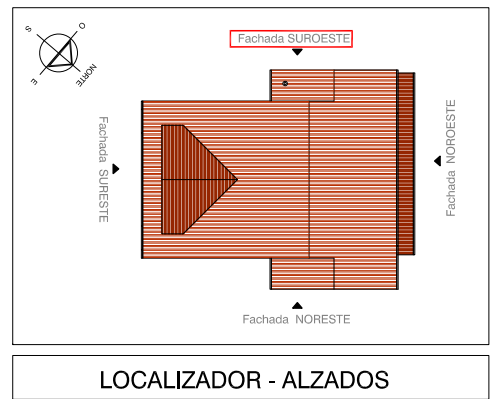 Fachada SUROESTE
S
O
E
NORTE
Fachada SURESTE
Fachada NOROESTE
Fachada NORESTE
LOCALIZADOR - ALZADOS